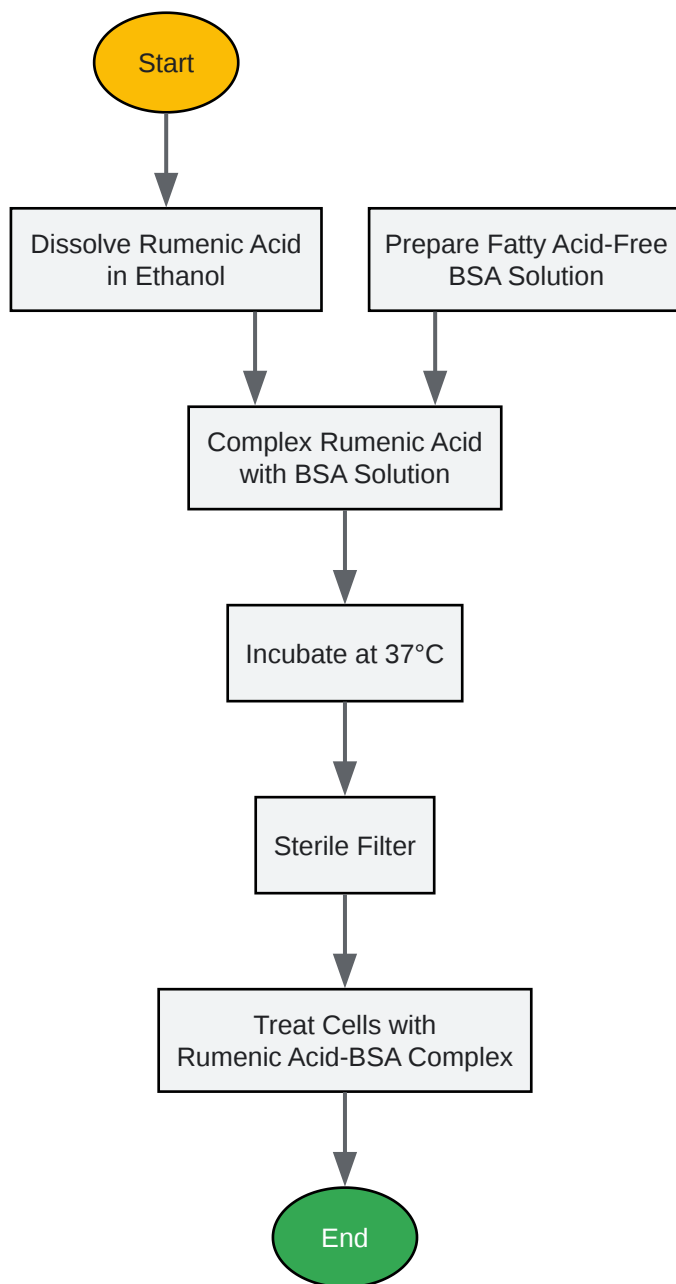 Start
Dissolve Rumenic Acid
in Ethanol
Prepare Fatty Acid-Free
BSA Solution
Complex Rumenic Acid
with BSA Solution
Incubate at 37°C
Sterile Filter
Treat Cells with
Rumenic Acid-BSA Complex
End